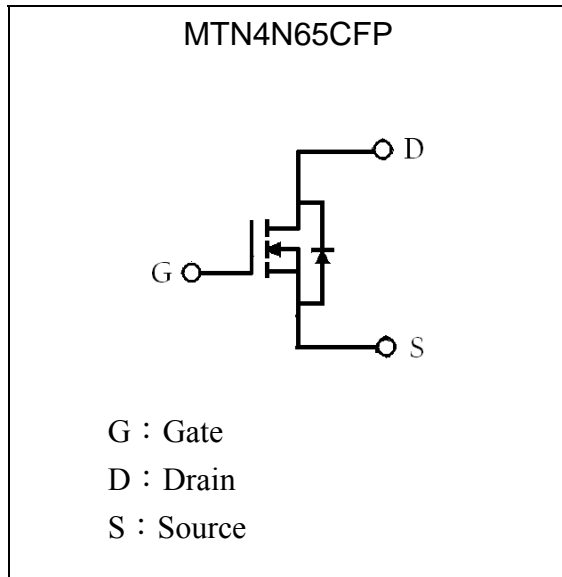 MTN4N65CFP
D
G
S
G：Gate
D：Drain
S：Source